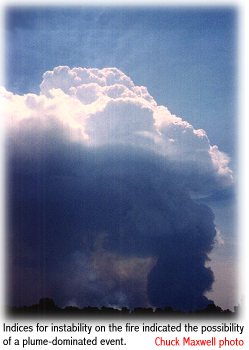 Indices for instability on the fire indicated the possibility
of a plume-dominated event. Chuck Maxwell photo